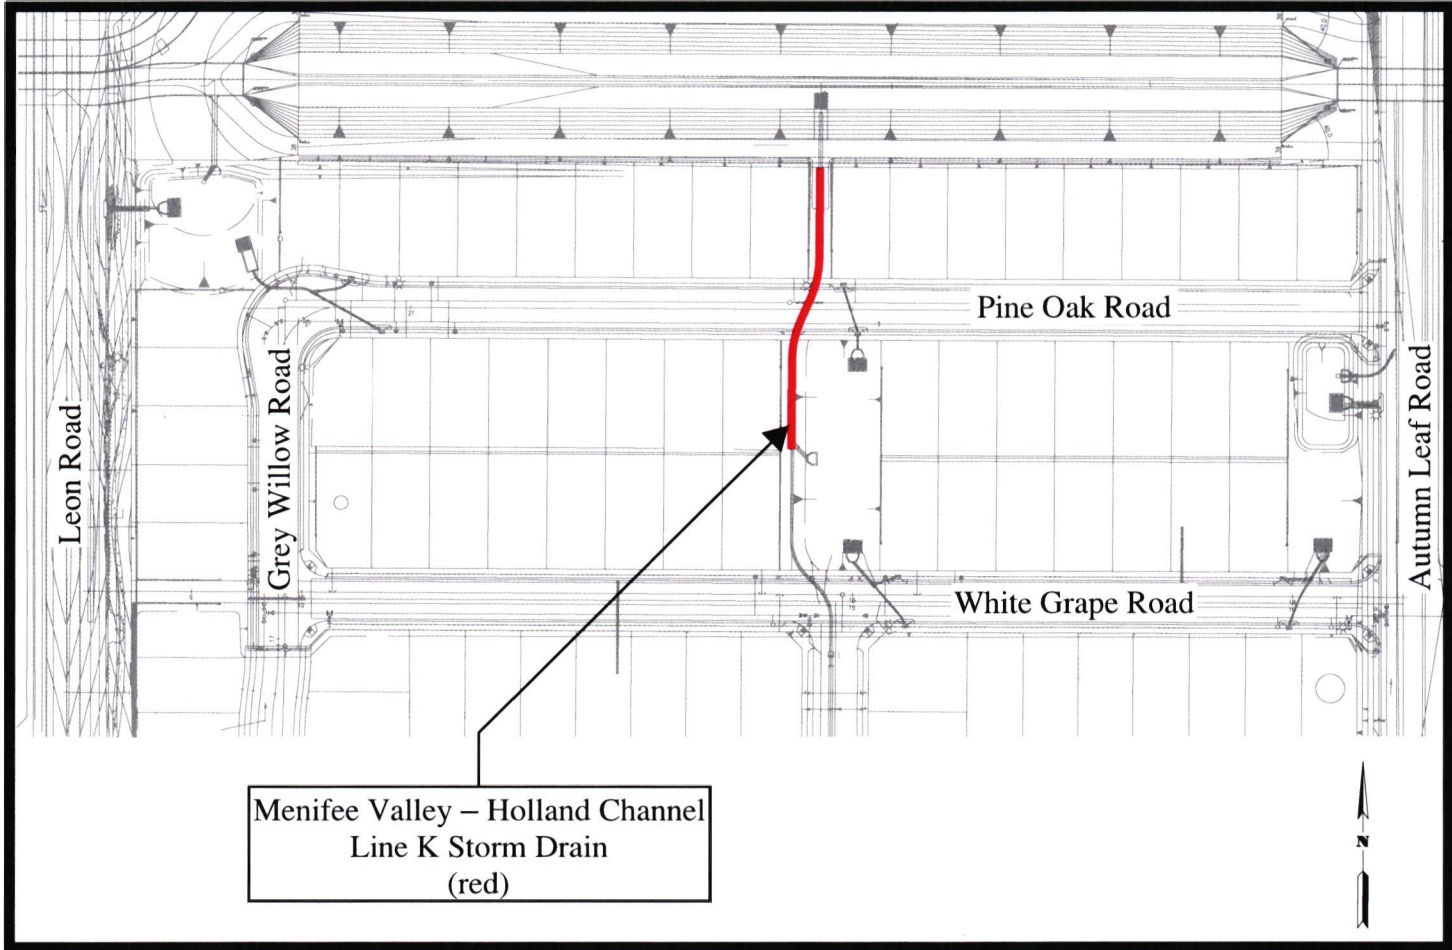 Pine Oak Road
Leon Road
Grey Willow Road
Autumn Leaf Road
White Grape Road
Menifee Valley – Holland Channel
Line K Storm Drain
(red)
N